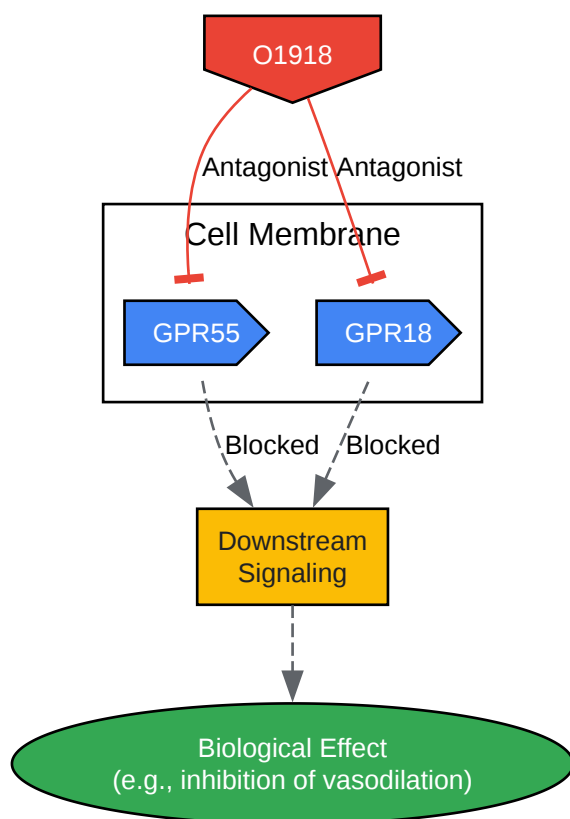 O1918
Antagonist
Antagonist
Cell Membrane
GPR55
GPR18
Blocked
Blocked
Downstream
Signaling
Biological Effect
(e.g., inhibition of vasodilation)